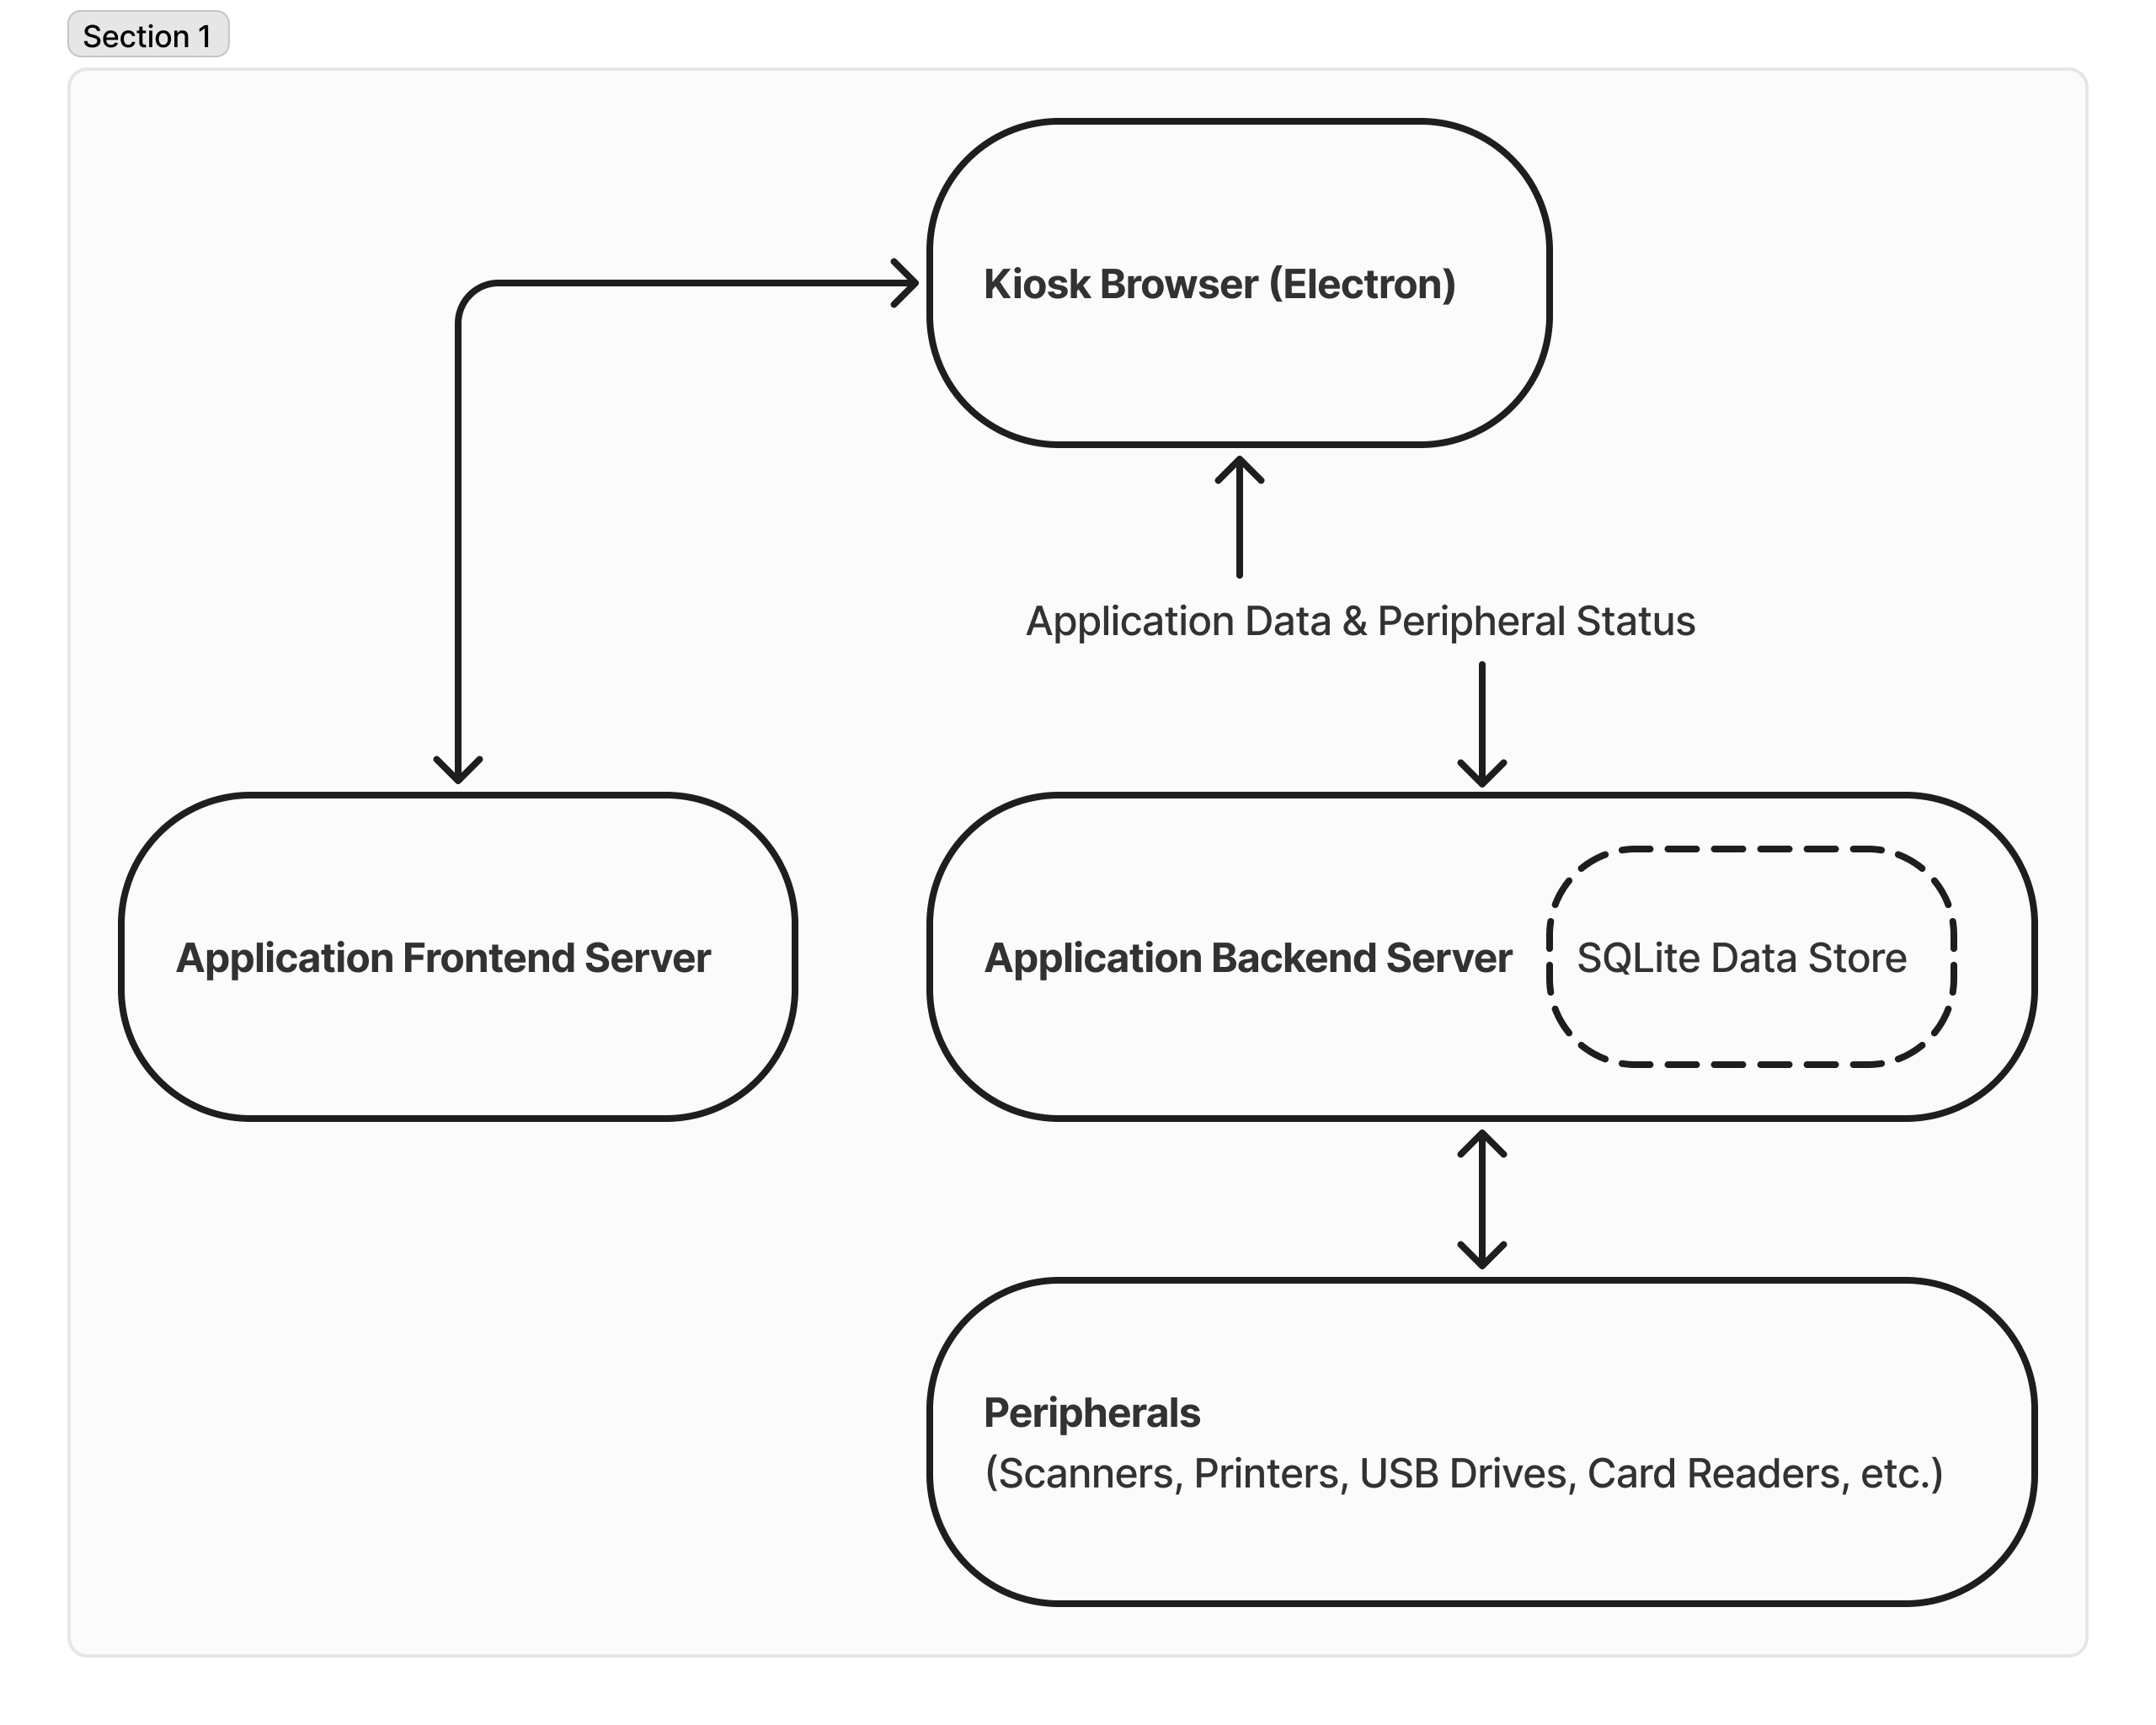 Section 1
Kiosk Browser (Electron)
Application Data & Peripheral Status
Application Frontend Server
Application Backend Server
SQLite Data Store
Peripherals
(Scanners, Printers, USB Drives, Card Readers, etc.)